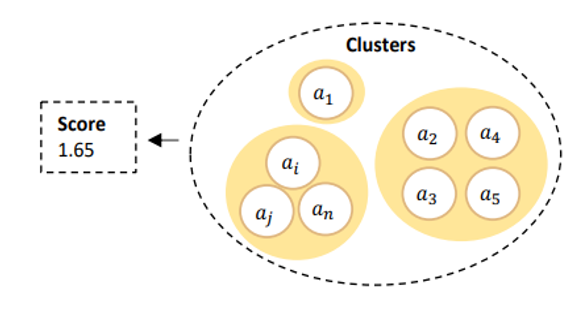 Clusters
a₁
Score
1.65
a₂ a₄
aᵢ
a₃ a₅
aⱼ aₙ